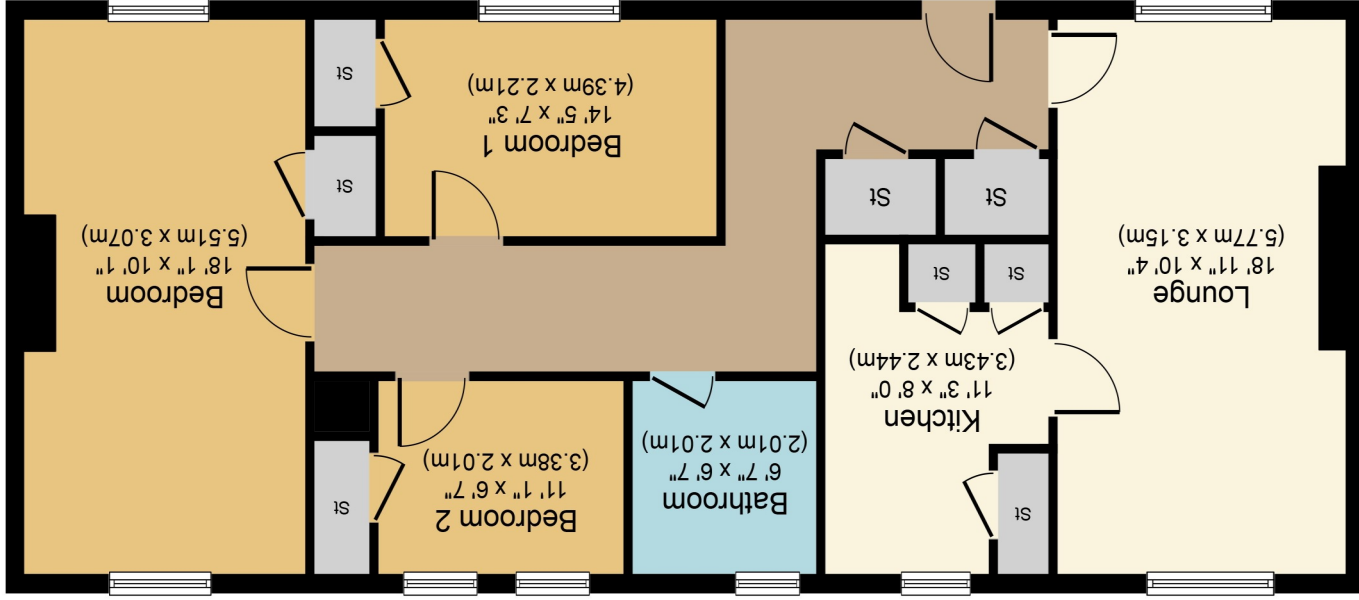 Lounge
18' 11" x 10' 4"
(5.77m x 3.15m)
St
Kitchen
11' 3" x 8' 0"
(3.43m x 2.44m)
St
St
St
St
Bathroom
6' 7" x 6' 7"
(2.01m x 2.01m)
Bedroom 2
11' 1" x 6' 7"
(3.38m x 2.01m)
St
Bedroom
18' 1" x 10' 1"
(5.51m x 3.07m)
St
St
Bedroom 1
14' 5" x 7' 3"
(4.39m x 2.21m)